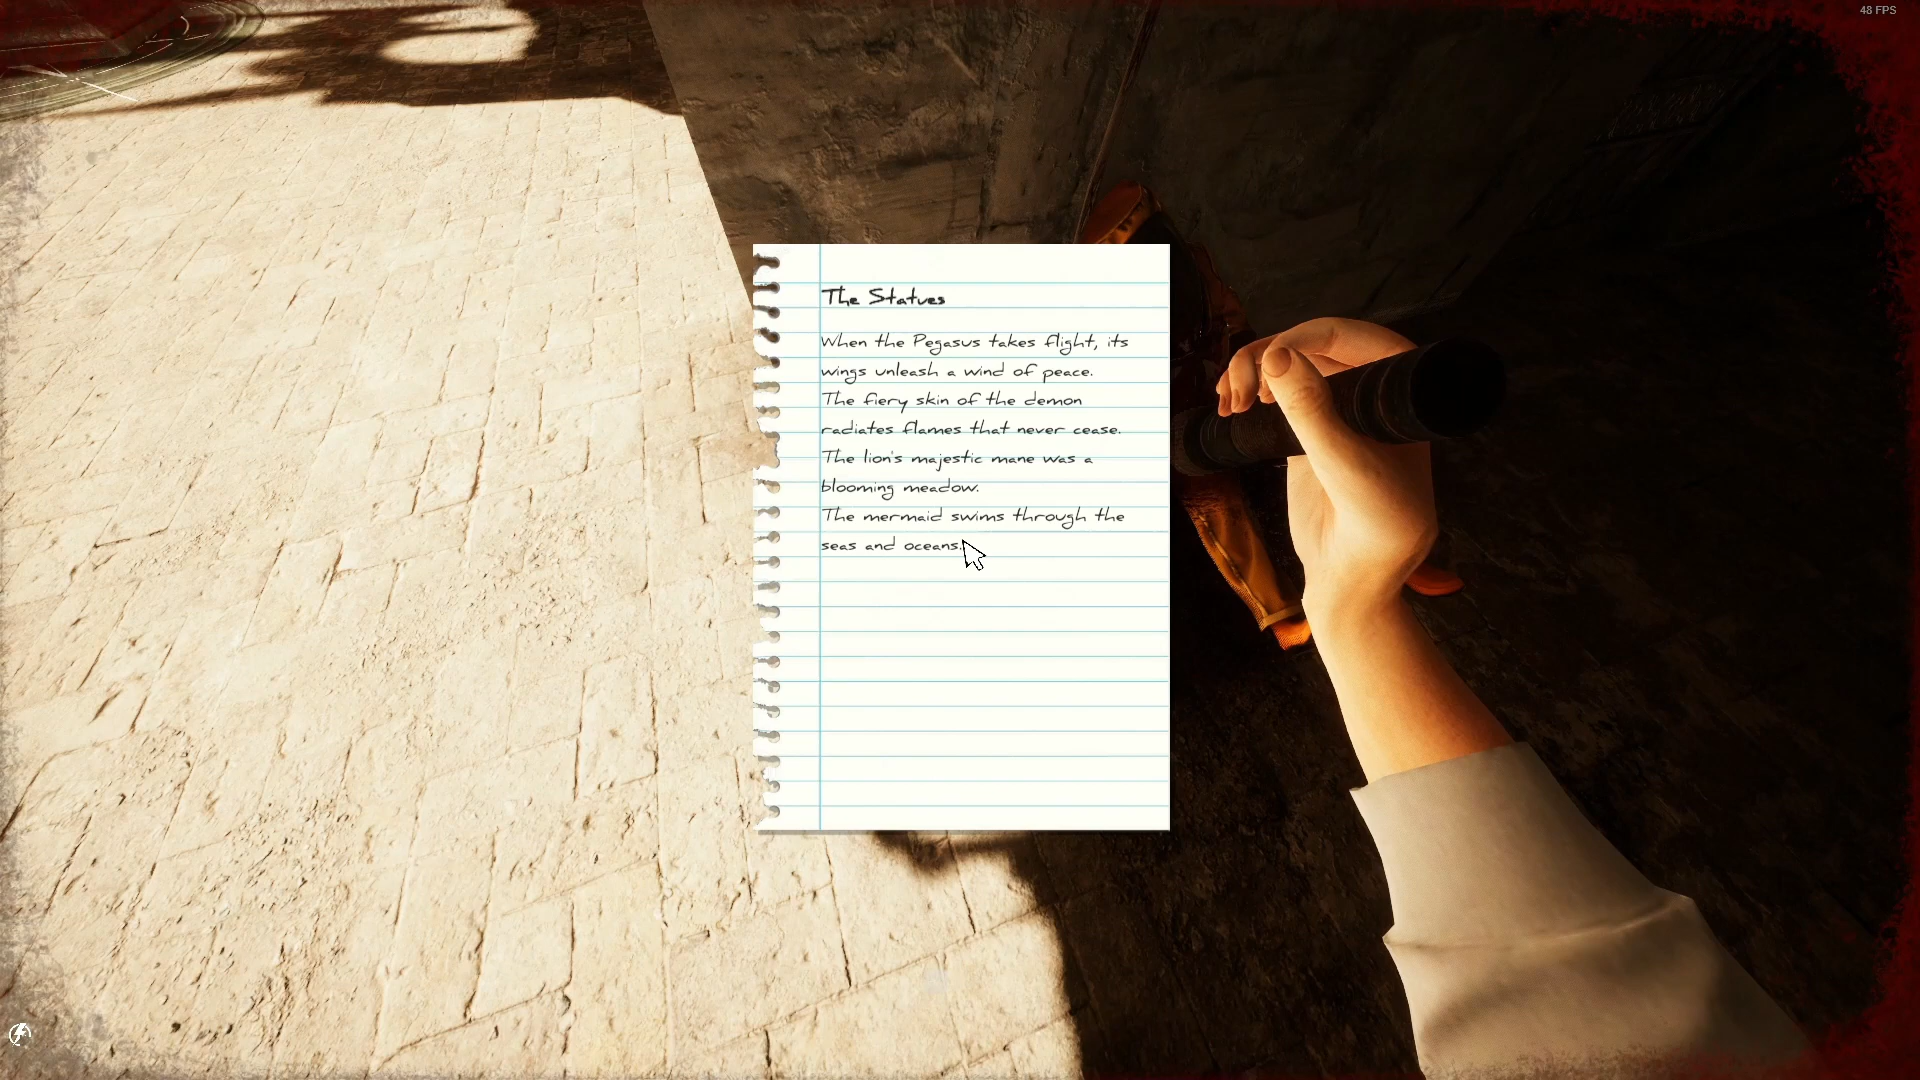 48 FPS
The Statues
When the Pegasus takes flight, its
wings unleash a wind of peace.
The fiery skin of the demon
radiates flames that never cease.
The lion's majestic mane was a
blooming meadow.
The mermaid swims through the
seas and oceans.